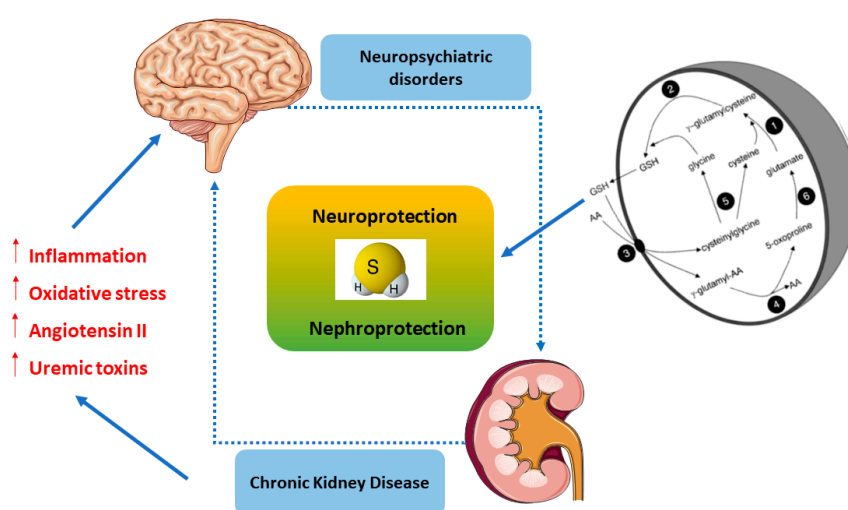 Neuropsychiatric
disorders
Neuroprotection
S
H H
Nephroprotection
↑ Inflammation
↑ Oxidative stress
↑ Angiotensin II
↑ Uremic toxins
Chronic Kidney Disease
2
γ-glutamylcysteine
1
GSH
glycine
cysteine
glutamate
GSH
AA
5
6
3
cysteinylglycine
5-oxoproline
γ-glutamyl-AA
AA
4